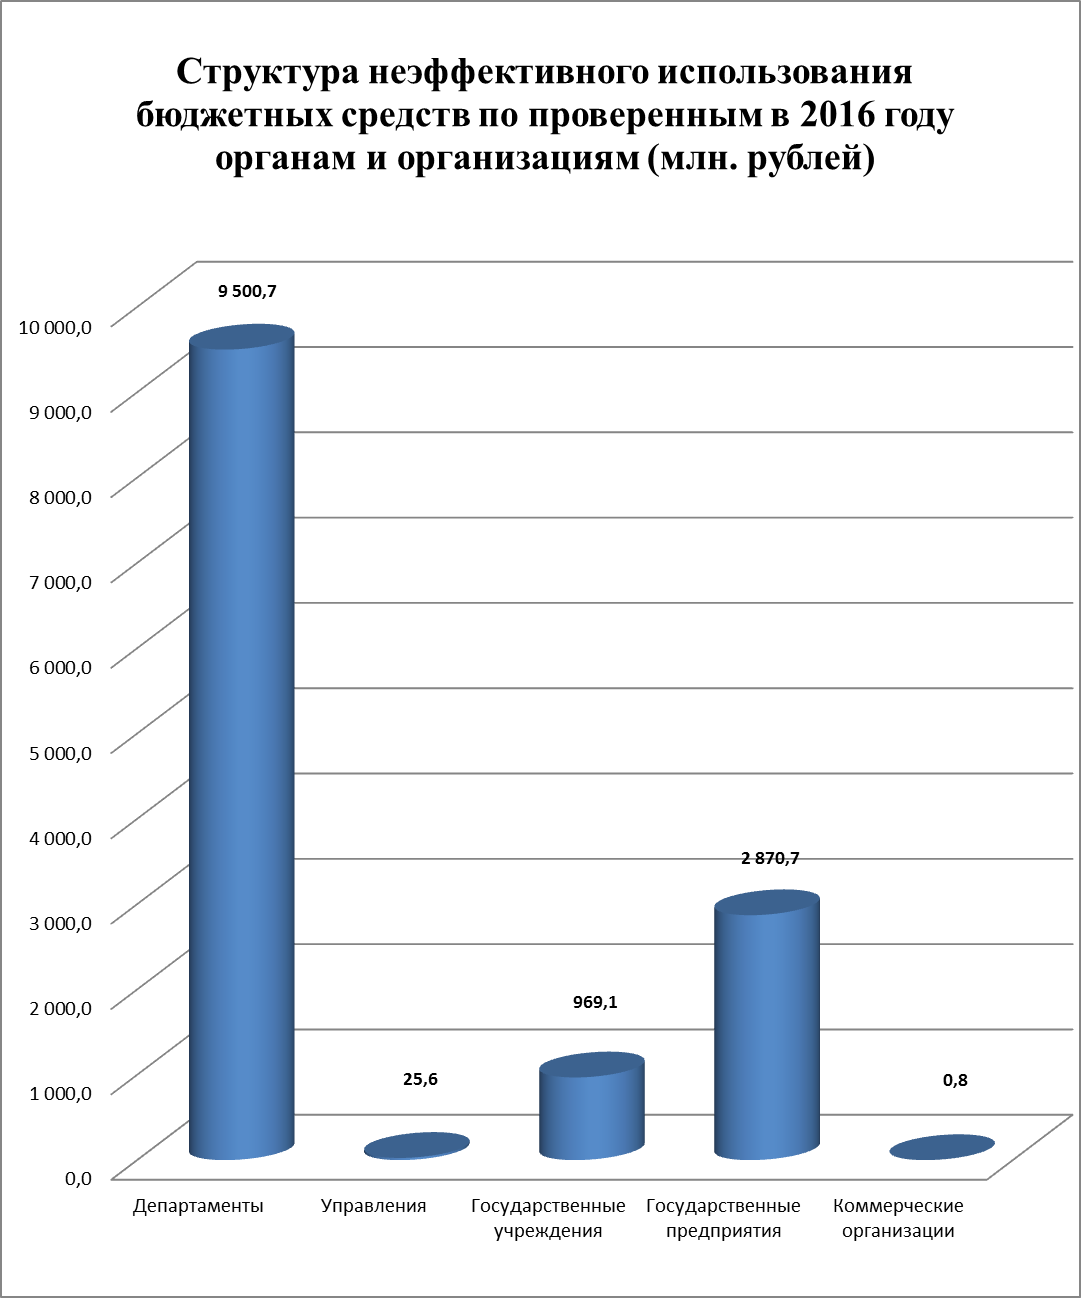 Структура неэффективного использования
бюджетных средств по проверенным в 2016 году
органам и организациям (млн. рублей)
9 500,7
10 000,0
9 000,0
8 000,0
7 000,0
6 000,0
5 000,0
4 000,0
2 870,7
3 000,0
969,1
2 000,0
25,6
0,8
1 000,0
0,0
Департаменты
Управления
Государственные
учреждения
Государственные
предприятия
Коммерческие
организации